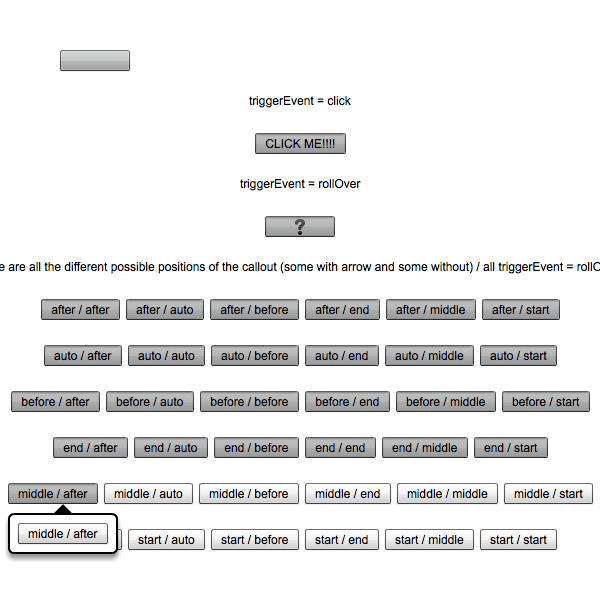 triggerEvent = click
CLICK ME!!!!
triggerEvent = rollOver
?
e are all the different possible positions of the callout (some with arrow and some without) / all triggerEvent = rollO
after / after after / auto after / before after / end after / middle after / start
auto / after auto / auto auto / before auto / end auto / middle auto / start
before / after before / auto before / before before / end before / middle before / start
end / after end / auto end / before end / end end / middle end / start
middle / after middle / auto middle / before middle / end middle / middle middle / start
middle / after
start / auto start / before start / end start / middle start / start